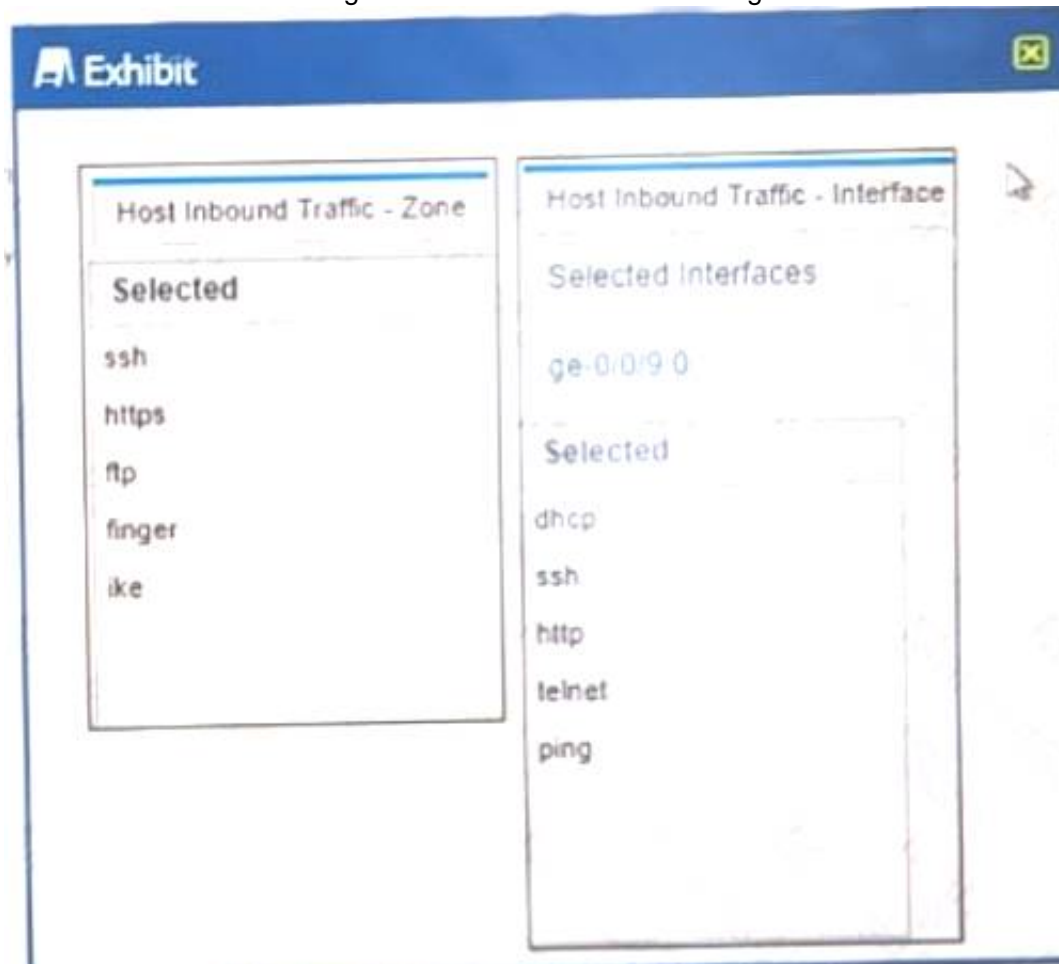 Exhibit
Host Inbound Traffic - Zone
Selected
ssh
https
ftp
finger
ike
Host Inbound Traffic - Interface
Selected Interfaces
ge-0/0/9.0
Selected
dhcp
ssh
http
telnet
ping